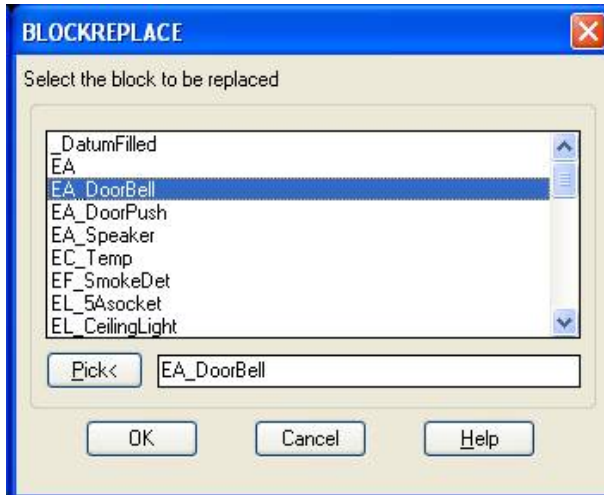 BLOCKREPLACE
Select the block to be replaced
_DatumFilled
EA
EA_DoorBell
EA_DoorPush
EA_Speaker
EC_Temp
EF_SmokeDet
EL_5Asocket
EL_CeilingLight
Pick< EA_DoorBell
OK Cancel Help